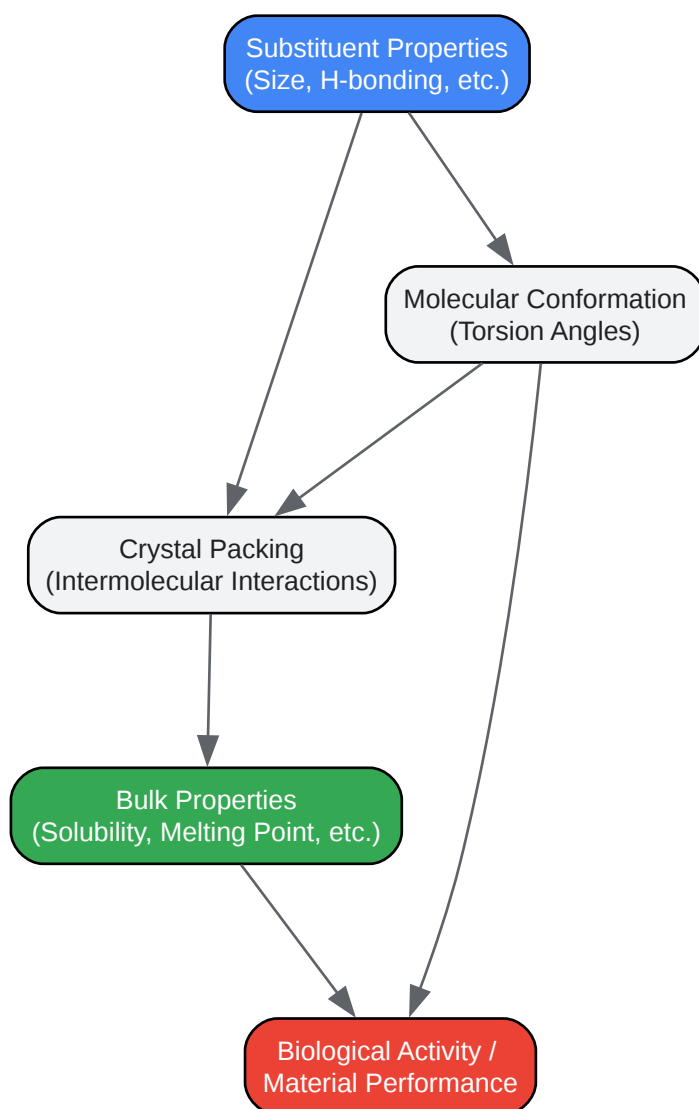 Substituent Properties
(Size, H-bonding, etc.)
Molecular Conformation
(Torsion Angles)
Crystal Packing
(Intermolecular Interactions)
Bulk Properties
(Solubility, Melting Point, etc.)
Biological Activity /
Material Performance